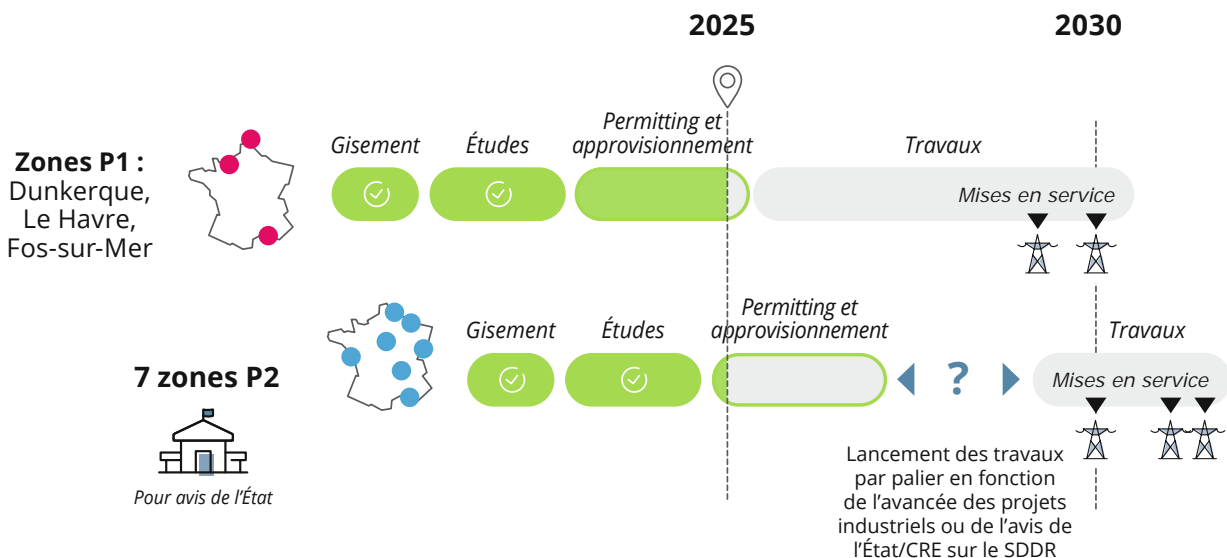 2025
2030
Gisement
Études
Permitting et
approvisionnement
Travaux
Zones P1 :
Dunkerque,
Le Havre,
Fos-sur-Mer
Mises en service
7 zones P2
Pour avis de l'État
Gisement
Études
Permitting et
approvisionnement
?
Travaux
Mises en service
Lancement des travaux
par palier en fonction
de l'avancée des projets
industriels ou de l'avis de
l'État/CRE sur le SDDR